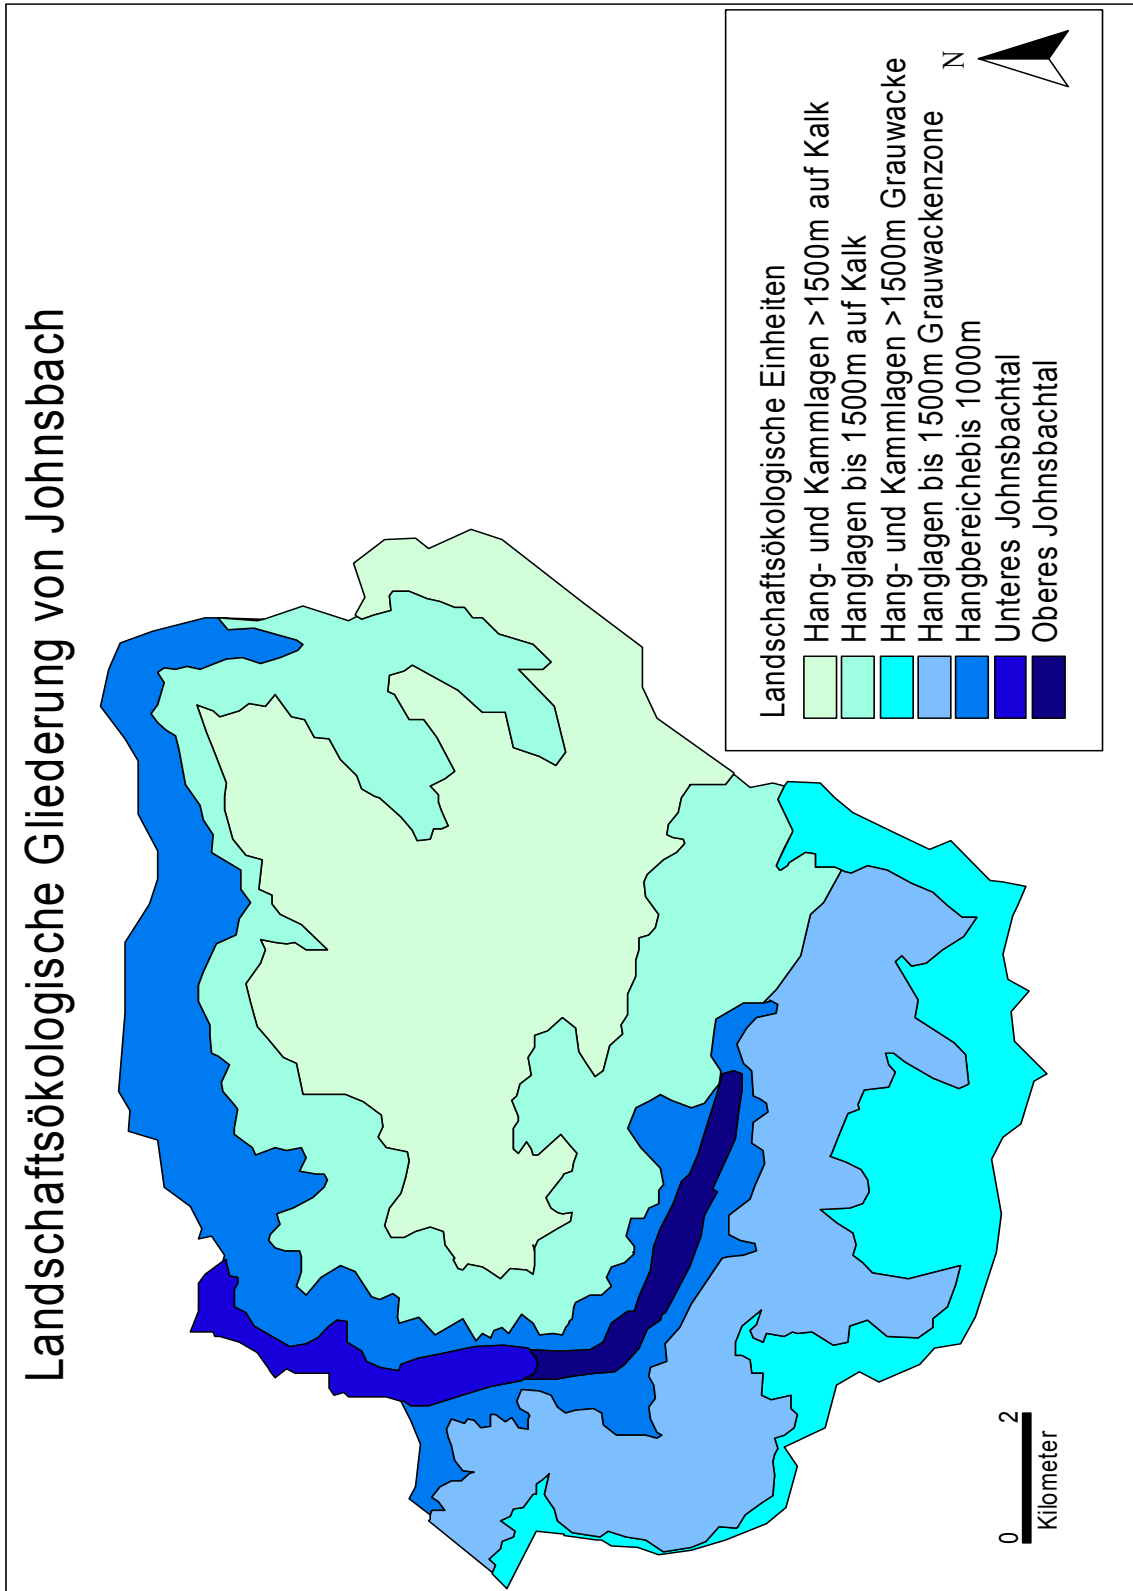 Landschaftsökologische Gliederung von Johnsbach
Landschaftsökologische Einheiten
Hang- und Kammlagen >1500m auf Kalk
Hanglagen bis 1500m auf Kalk
Hang- und Kammlagen >1500m Grauwacke
Hanglagen bis 1500m Grauwackenzone
Hangbereichebis 1000m
Unteres Johnsbachtal
Oberes Johnsbachtal
N
0 2
Kilometer